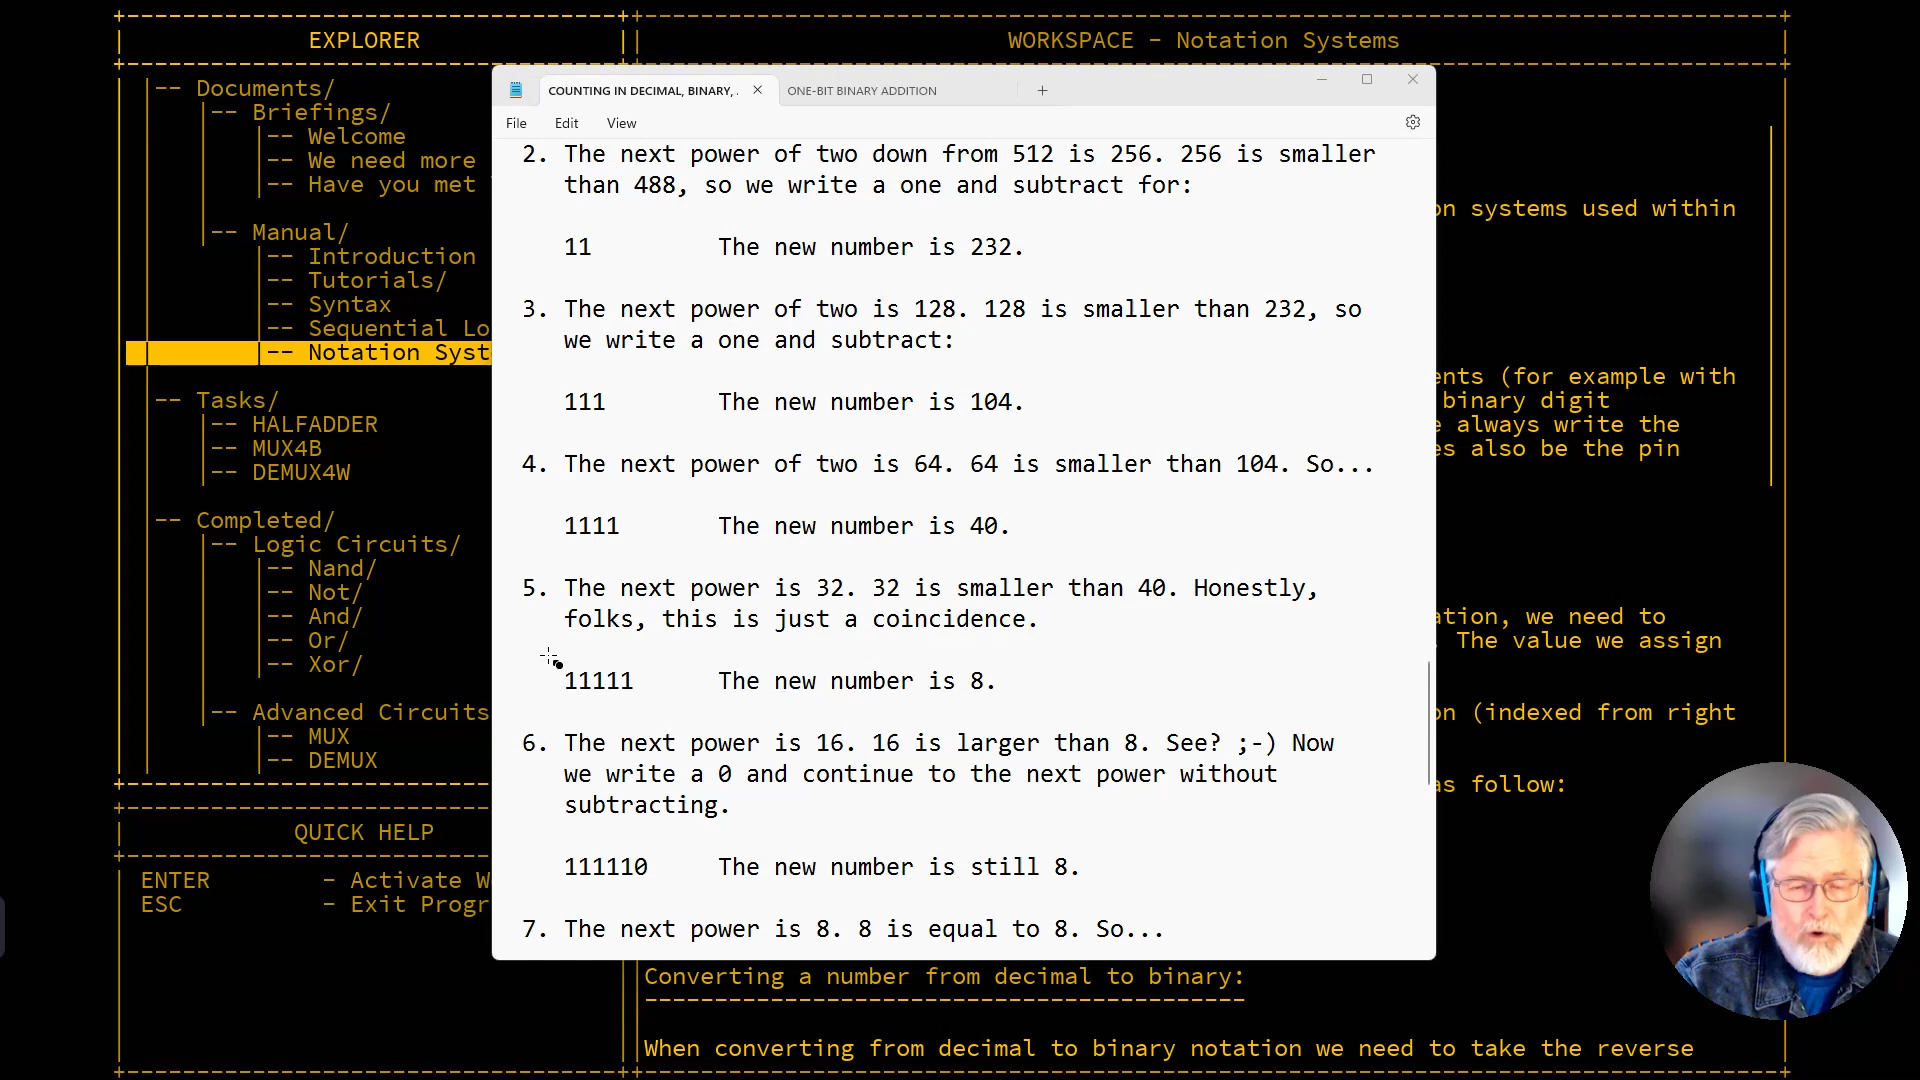 EXPLORER
WORKSPACE - Notation Systems
-- Documents/
-- Briefings/
-- Welcome
-- We need more
-- Have you met
-- Manual/
-- Introduction
-- Tutorials/
-- Syntax
-- Sequential Lo
-- Notation Syst
-- Tasks/
-- HALFADDER
-- MUX4B
-- DEMUX4W
-- Completed/
-- Logic Circuits/
-- Nand/
-- Not/
-- And/
-- Or/
-- Xor/
-- Advanced Circuits
-- MUX
-- DEMUX
QUICK HELP
ENTER - Activate W
ESC - Exit Progr
COUNTING IN DECIMAL, BINARY, .
ONE-BIT BINARY ADDITION
File Edit View
2. The next power of two down from 512 is 256. 256 is smaller
than 488, so we write a one and subtract for:
11 The new number is 232.
3. The next power of two is 128. 128 is smaller than 232, so
we write a one and subtract:
111 The new number is 104.
4. The next power of two is 64. 64 is smaller than 104. So...
1111 The new number is 40.
5. The next power is 32. 32 is smaller than 40. Honestly,
folks, this is just a coincidence.
11111 The new number is 8.
6. The next power is 16. 16 is larger than 8. See? ;-) Now
we write a 0 and continue to the next power without
subtracting.
111110 The new number is still 8.
7. The next power is 8. 8 is equal to 8. So...
on systems used within
ents (for example with
binary digit
e always write the
es also be the pin
ation, we need to
. The value we assign
on (indexed from right
as follow:
Converting a number from decimal to binary:
When converting from decimal to binary notation we need to take the reverse